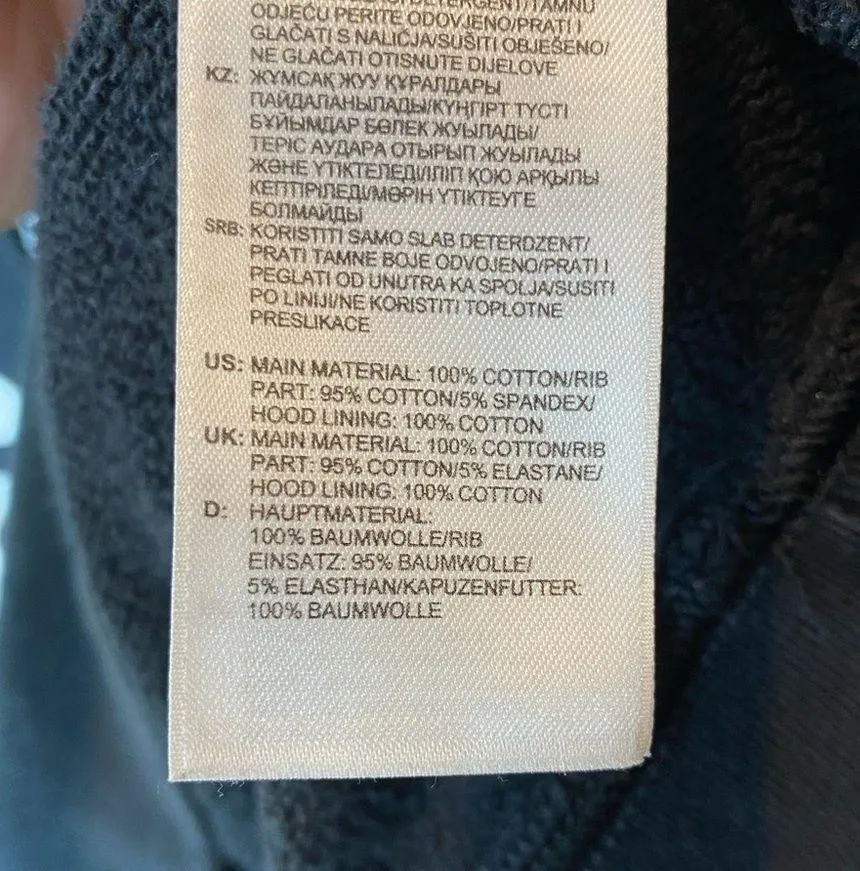 DETERGENT/TAMNU
ODJEĆU PERITE ODOVJENO/PRATI I
GLAČATI S NALIČJA/SUŠITI OBJEŠENO/
NE GLAČATI OTISNUTE DIJELOVE
KZ: ЖҰМСАҚ ЖУУ ҚҰРАЛДАРЫ
ПАЙДАЛАНЫЛАДЫ/КҮҢГІРТ ТҮСТІ
БҰЙЫМДАР БӨЛЕК ЖУЫЛАДЫ/
ТЕРІС АУДАРА ОТЫРЫП ЖУЫЛАДЫ
ЖӘНЕ ҮТІКТЕЛЕДІ/ІЛІП ҚОЮ АРҚЫЛЫ
КЕПТІРІЛЕДІ/МӨРІН ҮТІКТЕУГЕ
БОЛМАЙДЫ
SRB: KORISTITI SAMO SLAB DETERDZENT/
PRATI TAMNE BOJE ODVOJENO/PRATI I
PEGLATI OD UNUTRA KA SPOLJA/SUSITI
PO LINIJI/NE KORISTITI TOPLOTNE
PRESLIKACE
US: MAIN MATERIAL: 100% COTTON/RIB
PART: 95% COTTON/5% SPANDEX/
HOOD LINING: 100% COTTON
UK: MAIN MATERIAL: 100% COTTON/RIB
PART: 95% COTTON/5% ELASTANE/
HOOD LINING: 100% COTTON
D: HAUPTMATERIAL:
100% BAUMWOLLE/RIB
EINSATZ: 95% BAUMWOLLE/
5% ELASTHAN/KAPUZENFUTTER:
100% BAUMWOLLE